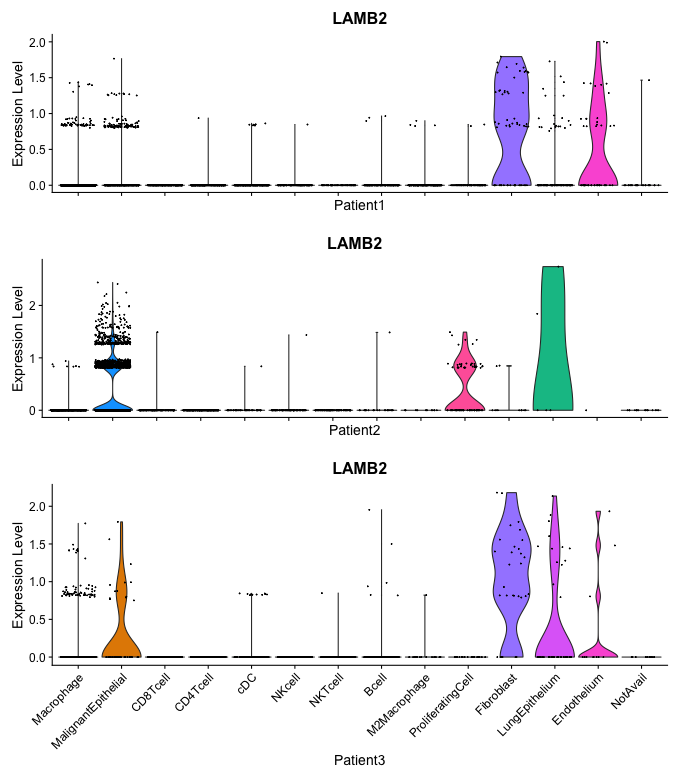 LAMB2
Expression Level
2.0
1.5
1.0
0.5
0.0
Patient1
LAMB2
Expression Level
2
1
0
Patient2
LAMB2
Expression Level
2.0
1.5
1.0
0.5
0.0
Macrophage
MalignantEpithelial
CD8Tcell
CD4Tcell
cDC
NKcell
NKTcell
Bcell
M2Macrophage
ProliferatingCell
Fibroblast
LungEpithelium
Endothelium
NotAvail
Patient3